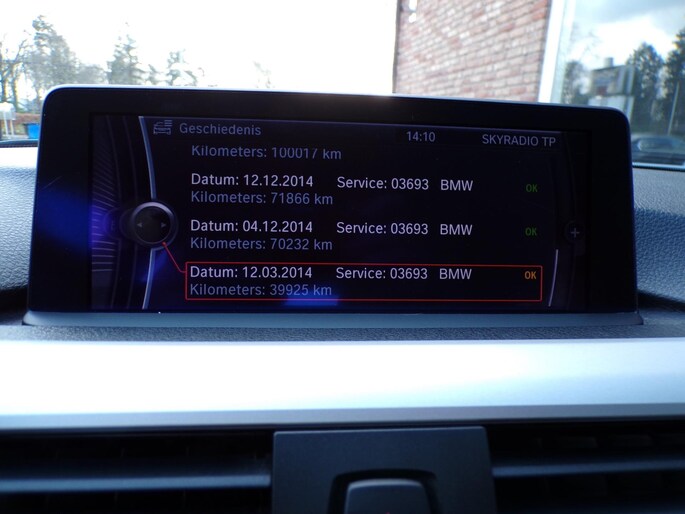 Geschiedenis 14:10 SKYRADIO TP
Kilometers: 100017 km
Datum: 12.12.2014 Service: 03693 BMW OK
Kilometers: 71866 km
Datum: 04.12.2014 Service: 03693 BMW OK
Kilometers: 70232 km
Datum: 12.03.2014 Service: 03693 BMW OK
Kilometers: 39925 km